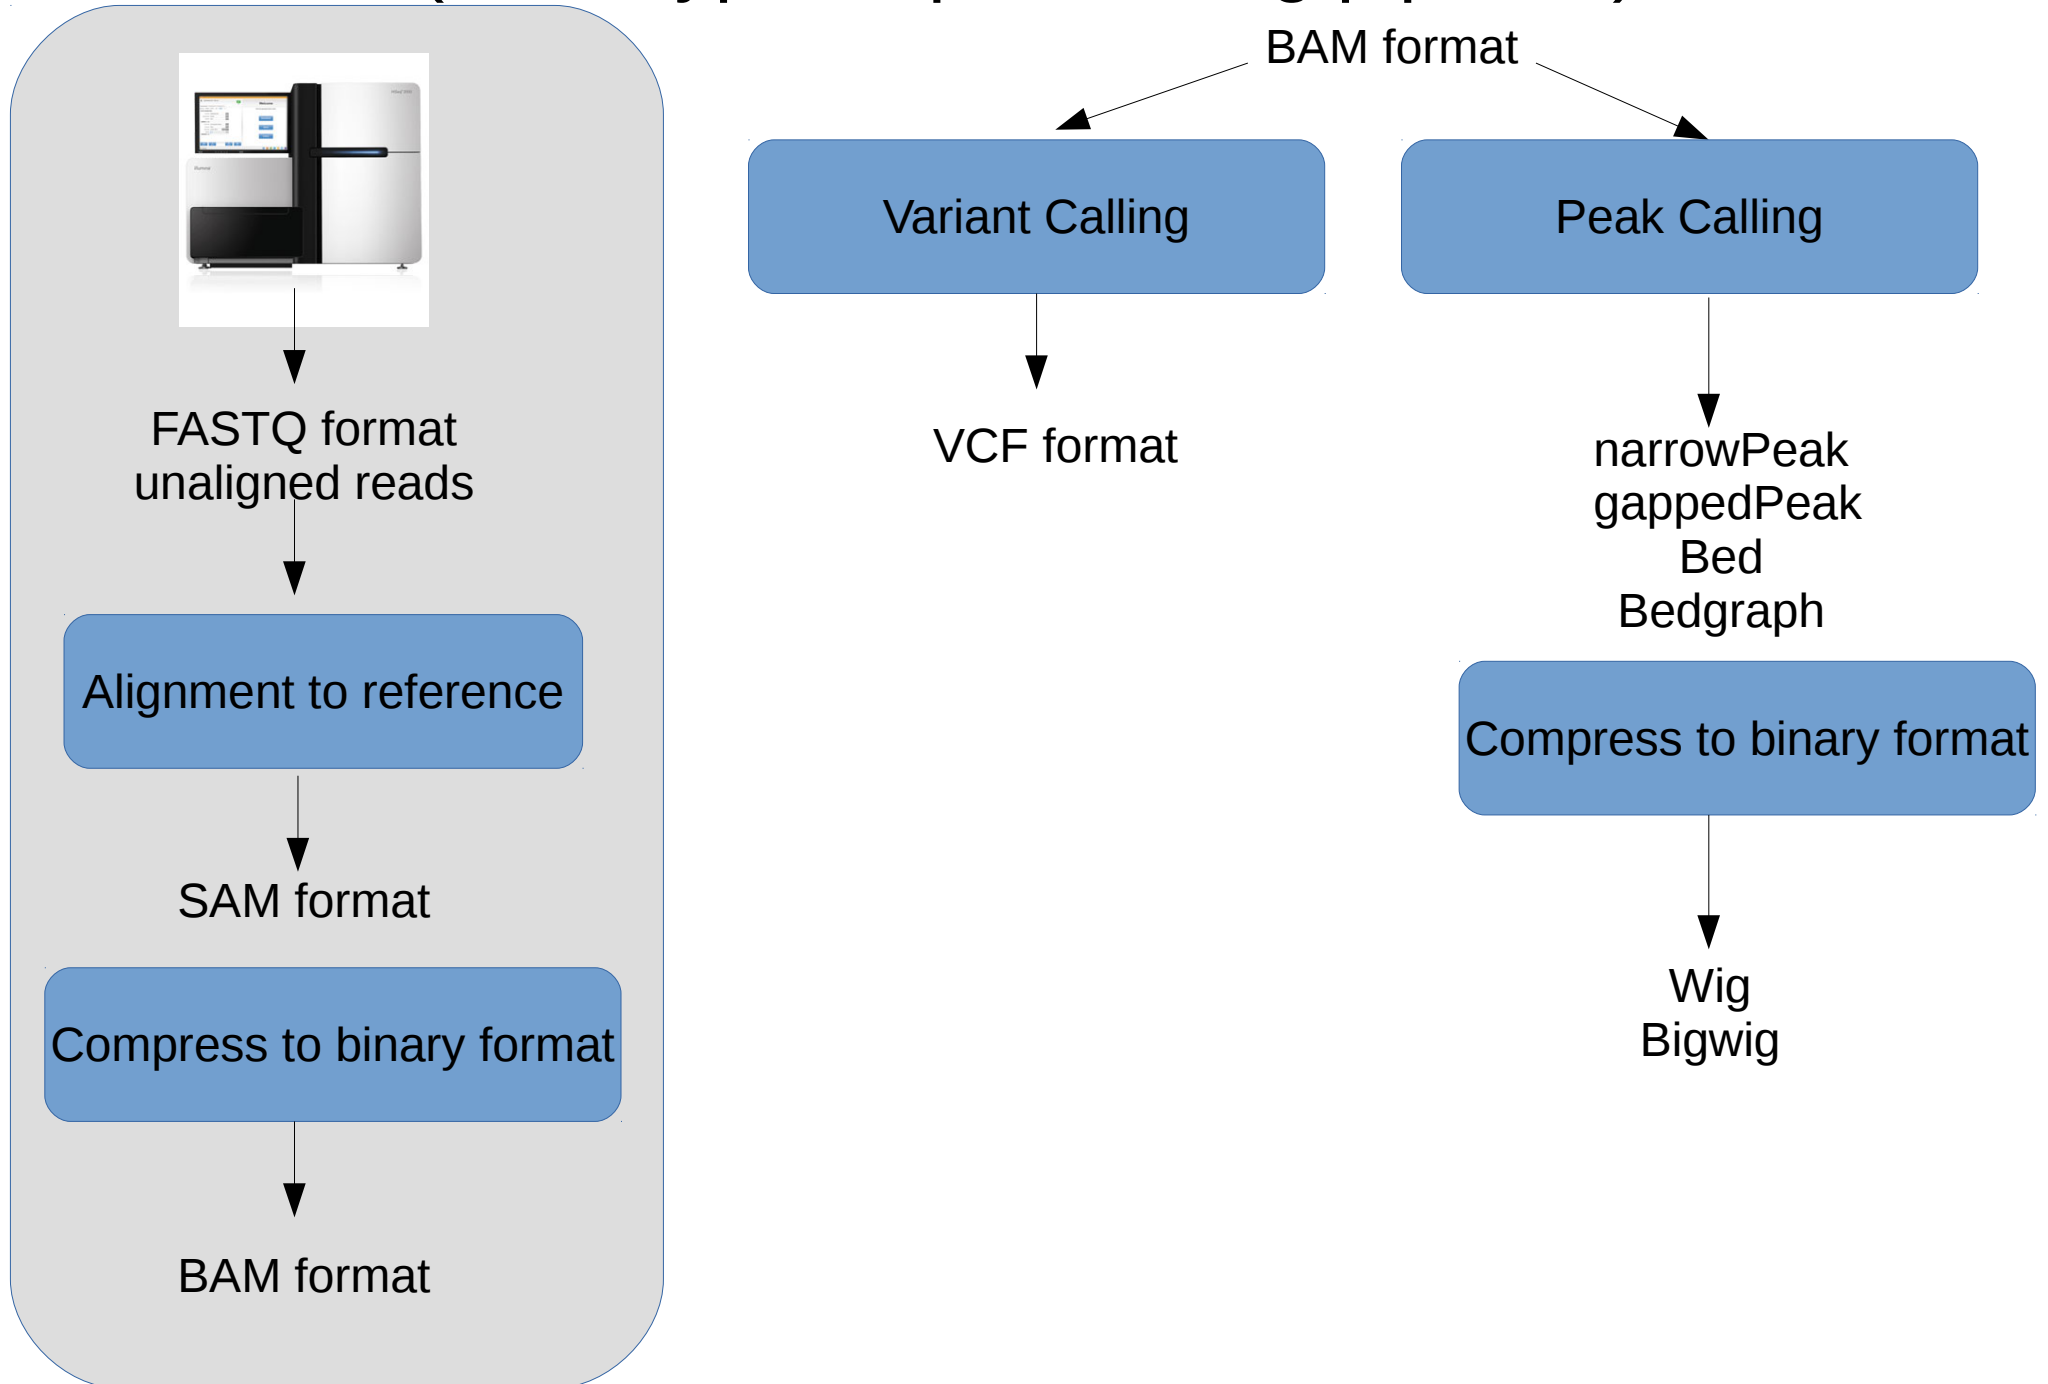 FASTQ format
unaligned reads
Alignment to reference
SAM format
Compress to binary format
BAM format
BAM format
Variant Calling
VCF format
Peak Calling
narrowPeak
gappedPeak
Bed
Bedgraph
Compress to binary format
Wig
Bigwig